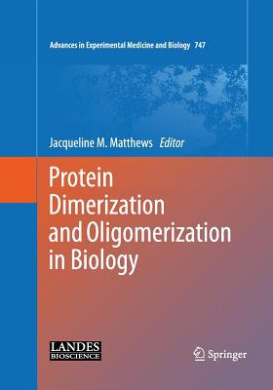 Advances in Experimental Medicine and Biology 747
Jacqueline M. Matthews Editor
Protein
Dimerization
and Oligomerization
in Biology
LANDES
BIOSCIENCE
Springer